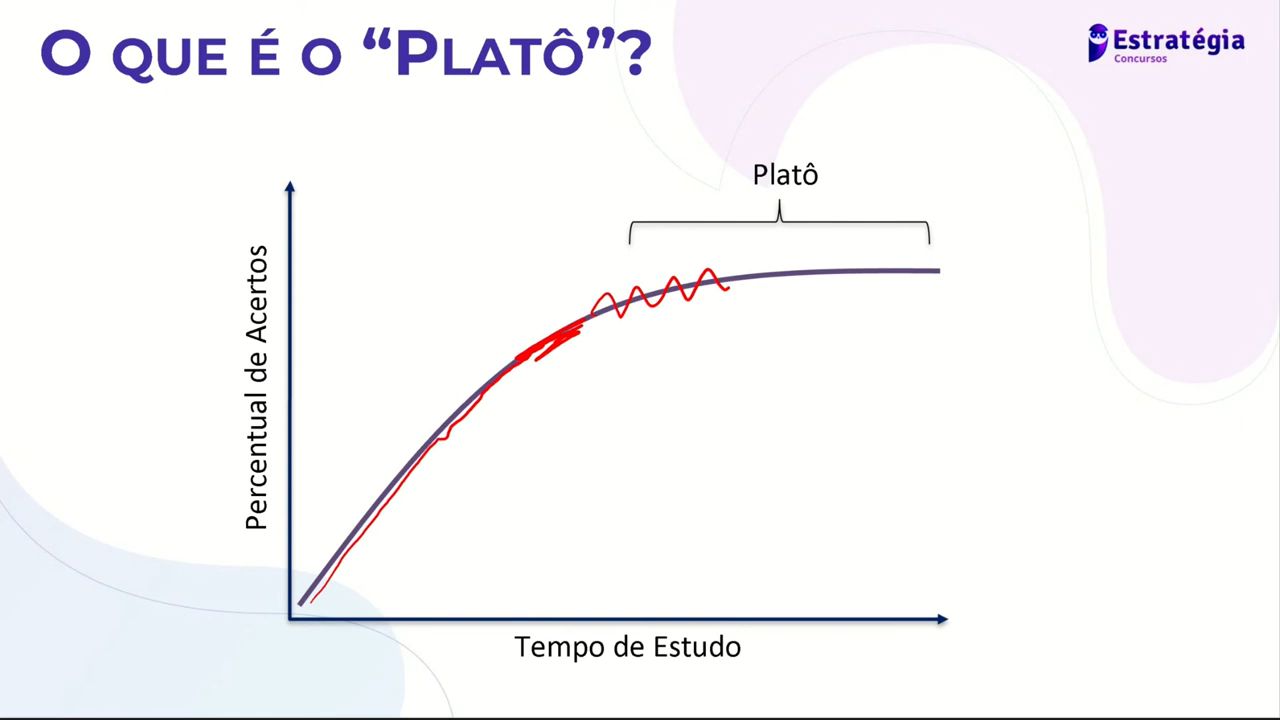 O QUE É O “PLATÔ”?
Estratégia
Concursos
Platô
Percentual de Acertos
Tempo de Estudo